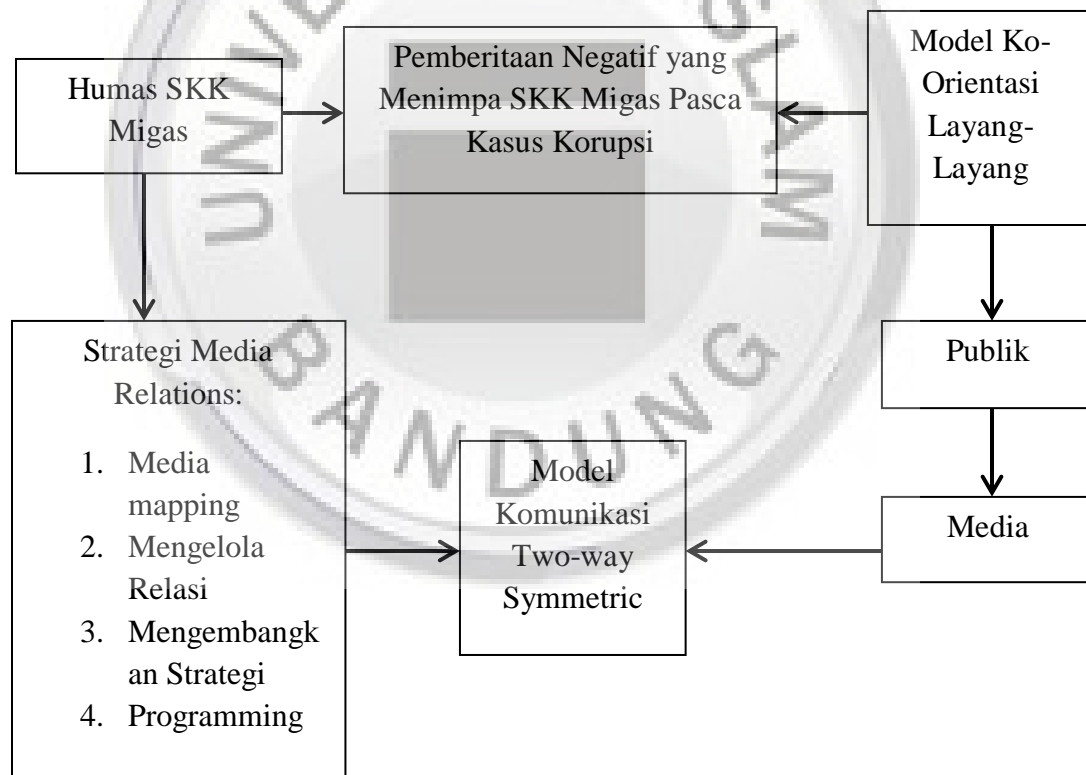 Humas SKK
Migas
Pemberitaan Negatif yang
Menimpa SKK Migas Pasca
Kasus Korupsi
Model Ko-
Orientasi
Layang-
Layang
Strategi Media
Relations:
1. Media
mapping
2. Mengelola
Relasi
3. Mengembangk
an Strategi
4. Programming
Model
Komunikasi
Two-way
Symmetric
Publik
Media
BANDUNG